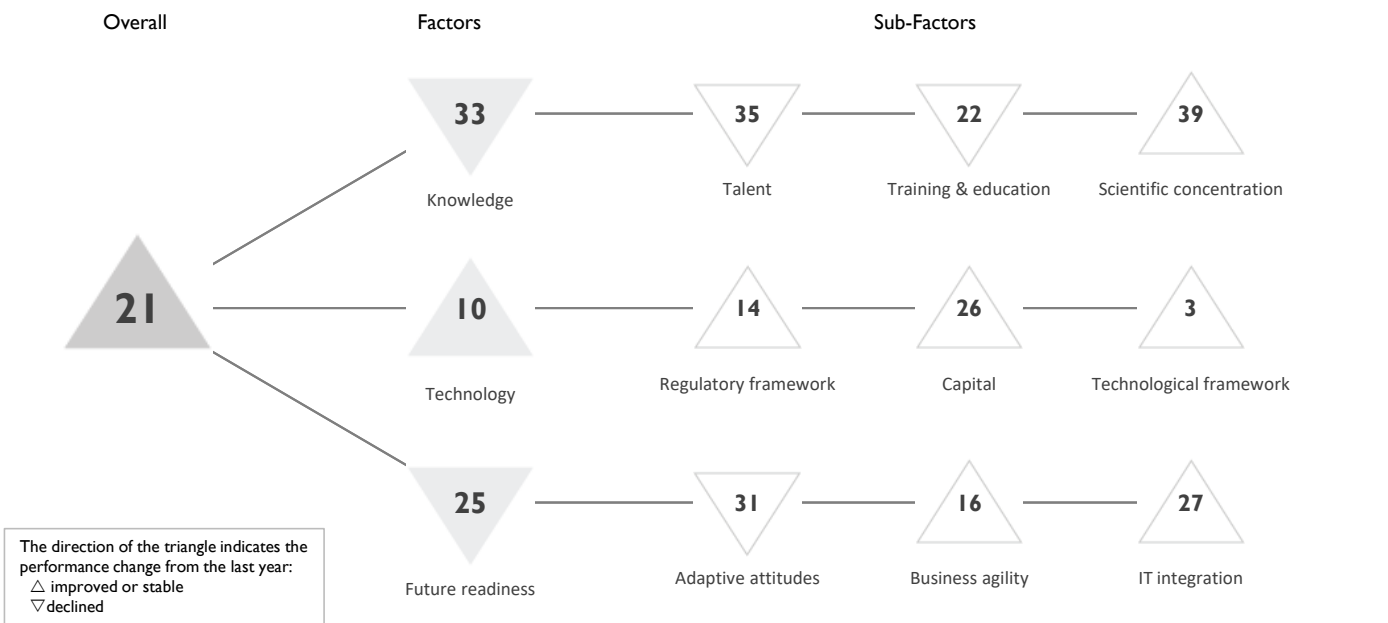 Overall Factors Sub-Factors
33 35 22 39
Knowledge Talent Training & education Scientific concentration
21 10 14 26 3
Technology Regulatory framework Capital Technological framework
25 31 16 27
Future readiness Adaptive attitudes Business agility IT integration
The direction of the triangle indicates the
performance change from the last year:
△ improved or stable
▽ declined